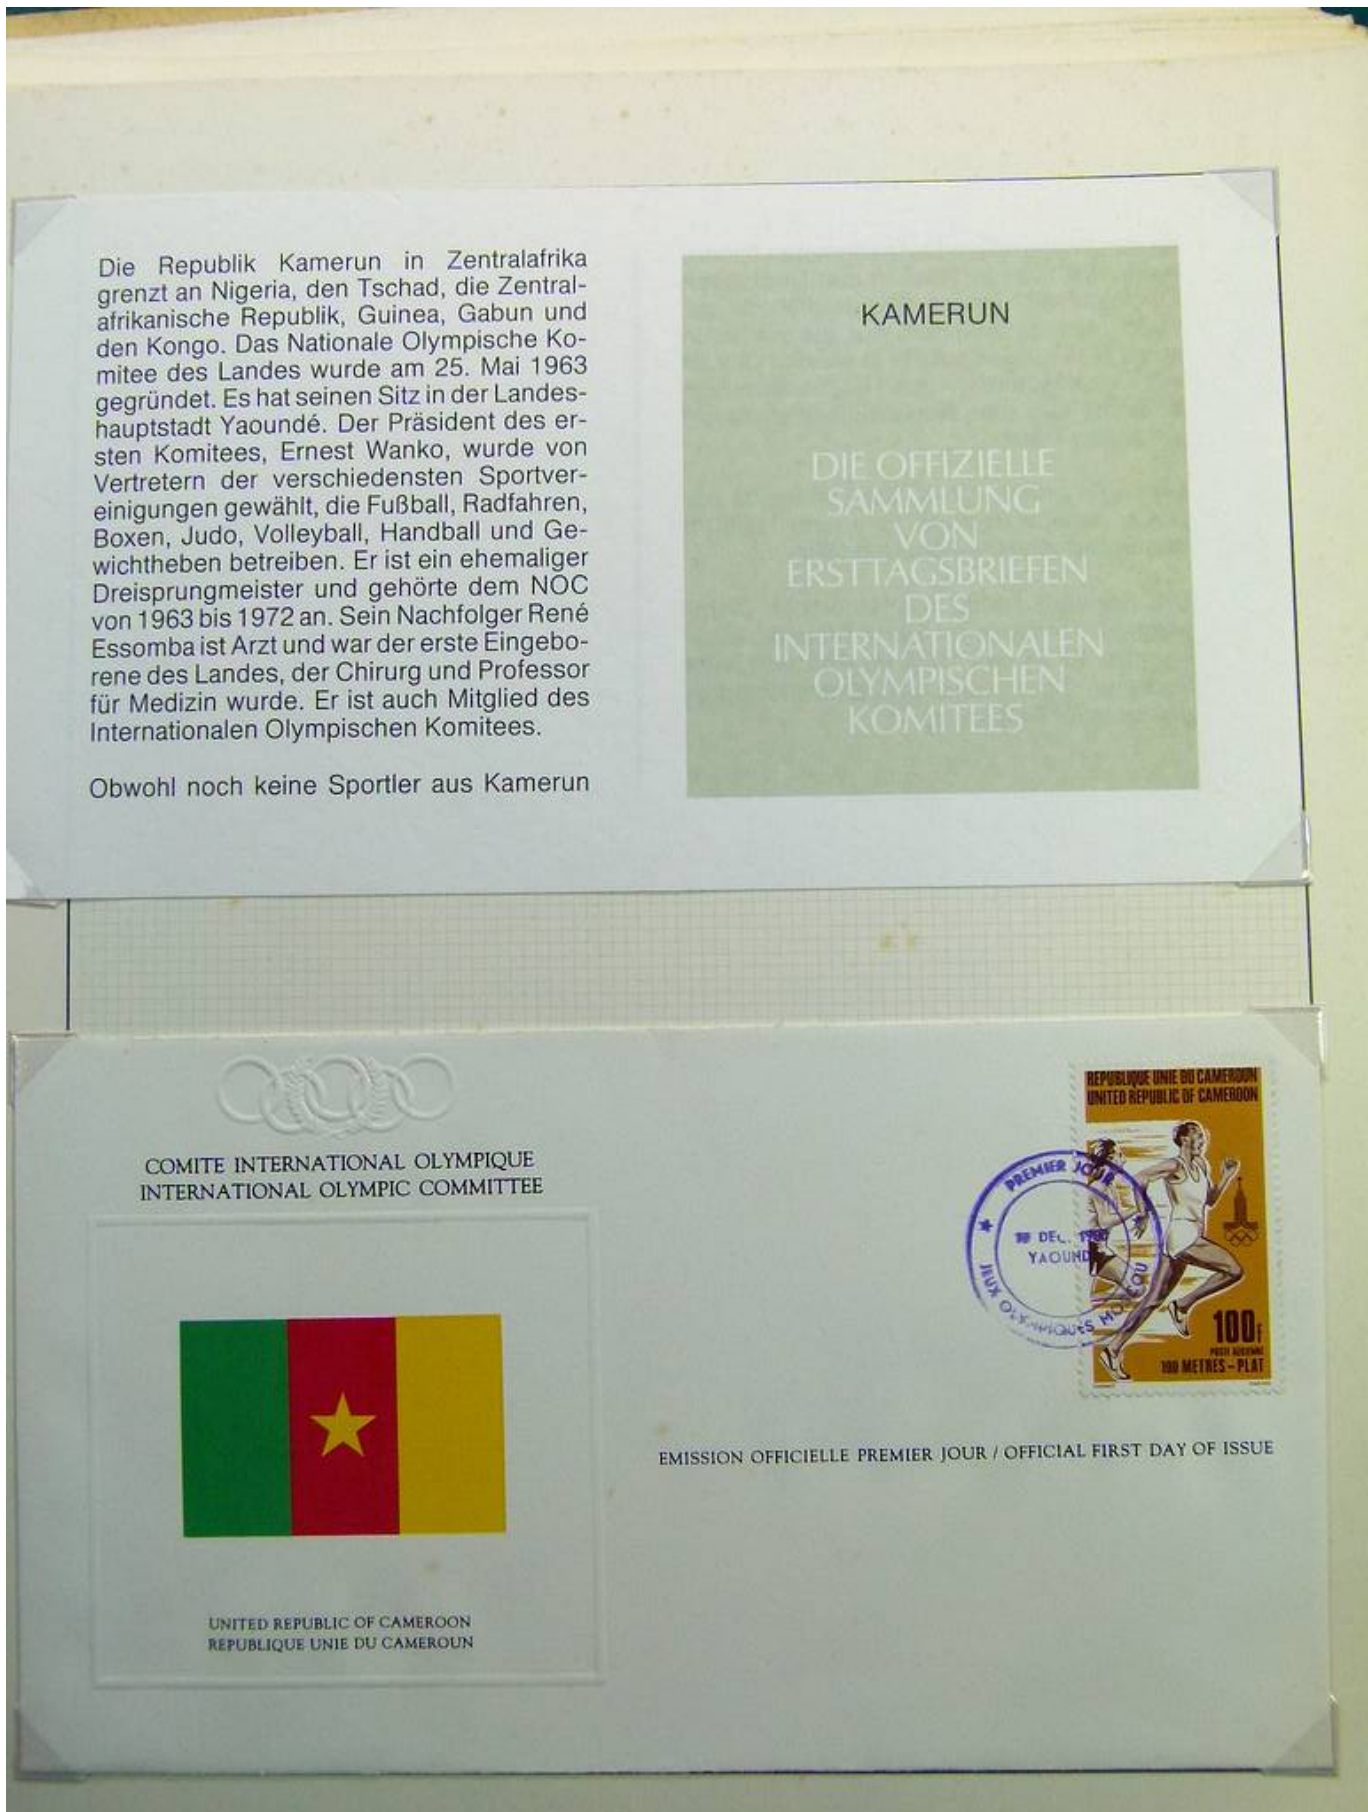 Die Republik Kamerun in Zentralafrika
grenzt an Nigeria, den Tschad, die Zentral-
afrikanische Republik, Guinea, Gabun und
den Kongo. Das Nationale Olympische Ko-
mitee des Landes wurde am 25. Mai 1963
gegründet. Es hat seinen Sitz in der Landes-
hauptstadt Yaoundé. Der Präsident des er-
sten Komitees, Ernest Wanko, wurde von
Vertretern der verschiedensten Sportver-
einigungen gewählt, die Fußball, Radfahren,
Boxen, Judo, Volleyball, Handball und Ge-
wichtheben betreiben. Er ist ein ehemaliger
Dreisprungmeister und gehörte dem NOC
von 1963 bis 1972 an. Sein Nachfolger René
Essomba ist Arzt und war der erste Eingebo-
rene des Landes, der Chirurg und Professor
für Medizin wurde. Er ist auch Mitglied des
Internationalen Olympischen Komitees.
Obwohl noch keine Sportler aus Kamerun
KAMERUN
DIE OFFIZIELLE
SAMMLUNG
VON
ERSTTAGSBRIEFEN
DES
INTERNATIONALEN
OLYMPISCHEN
KOMITEES
COMITE INTERNATIONAL OLYMPIQUE
INTERNATIONAL OLYMPIC COMMITTEE
UNITED REPUBLIC OF CAMEROON
REPUBLIQUE UNIE DU CAMEROUN
REPUBLIQUE UNIE DU CAMEROUN
UNITED REPUBLIC OF CAMEROON
PREMIER JOUR
DEC.
YAOUNDE
JEUX OLYMPIQUES MOSCOU
100F
POSTE AERIENNE
100 METRES - PLAT
EMISSION OFFICIELLE PREMIER JOUR / OFFICIAL FIRST DAY OF ISSUE